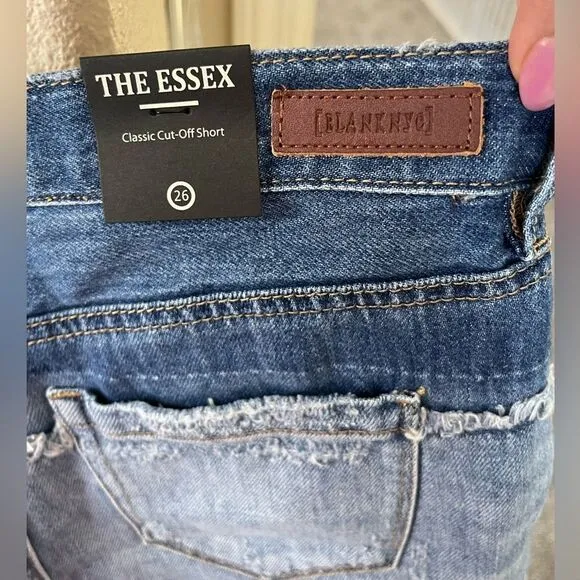 THE ESSEX
Classic Cut-Off Short
26
[BLANKNYC]